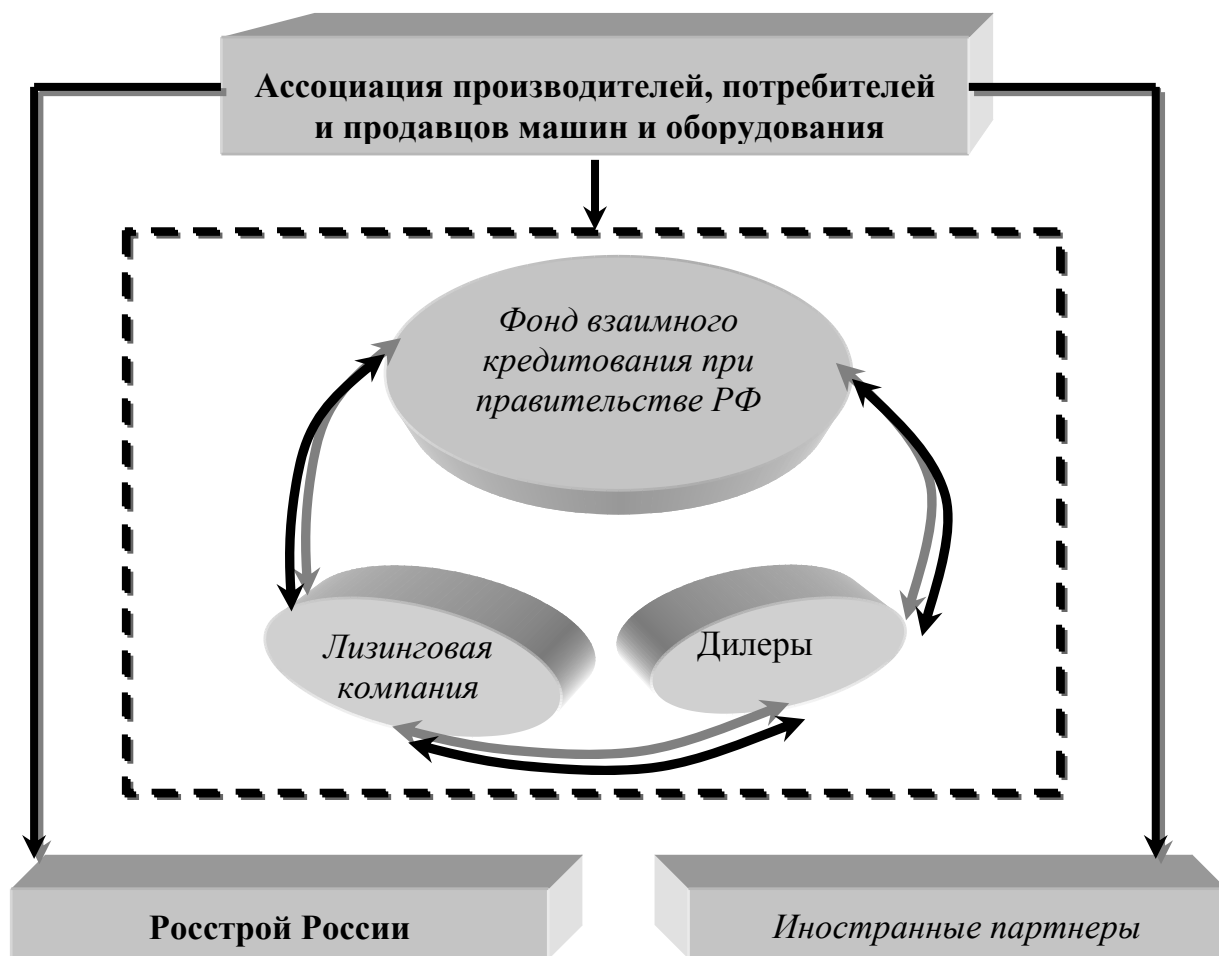 Ассоциация производителей, потребителей
и продавцов машин и оборудования
Фонд взаимного
кредитования при
правительстве РФ
Лизинговая
компания
Дилеры
Росстрой России
Иностранные партнеры